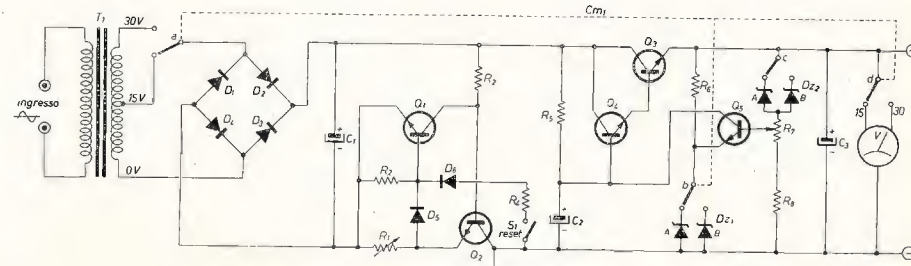 Cm1
T1
30V
a
15V
0V
ingresso
D1
D2
D4
D3
C1
+
−
Q1
R2
R2
D6
D5
R1
R4
S1
reset
Q2
R5
C2
+
−
Q3
Q4
R6
Q5
b
A
B
Dz1
c
A
B
Dz2
R7
R8
C3
+
−
d
15
30
V
+
−